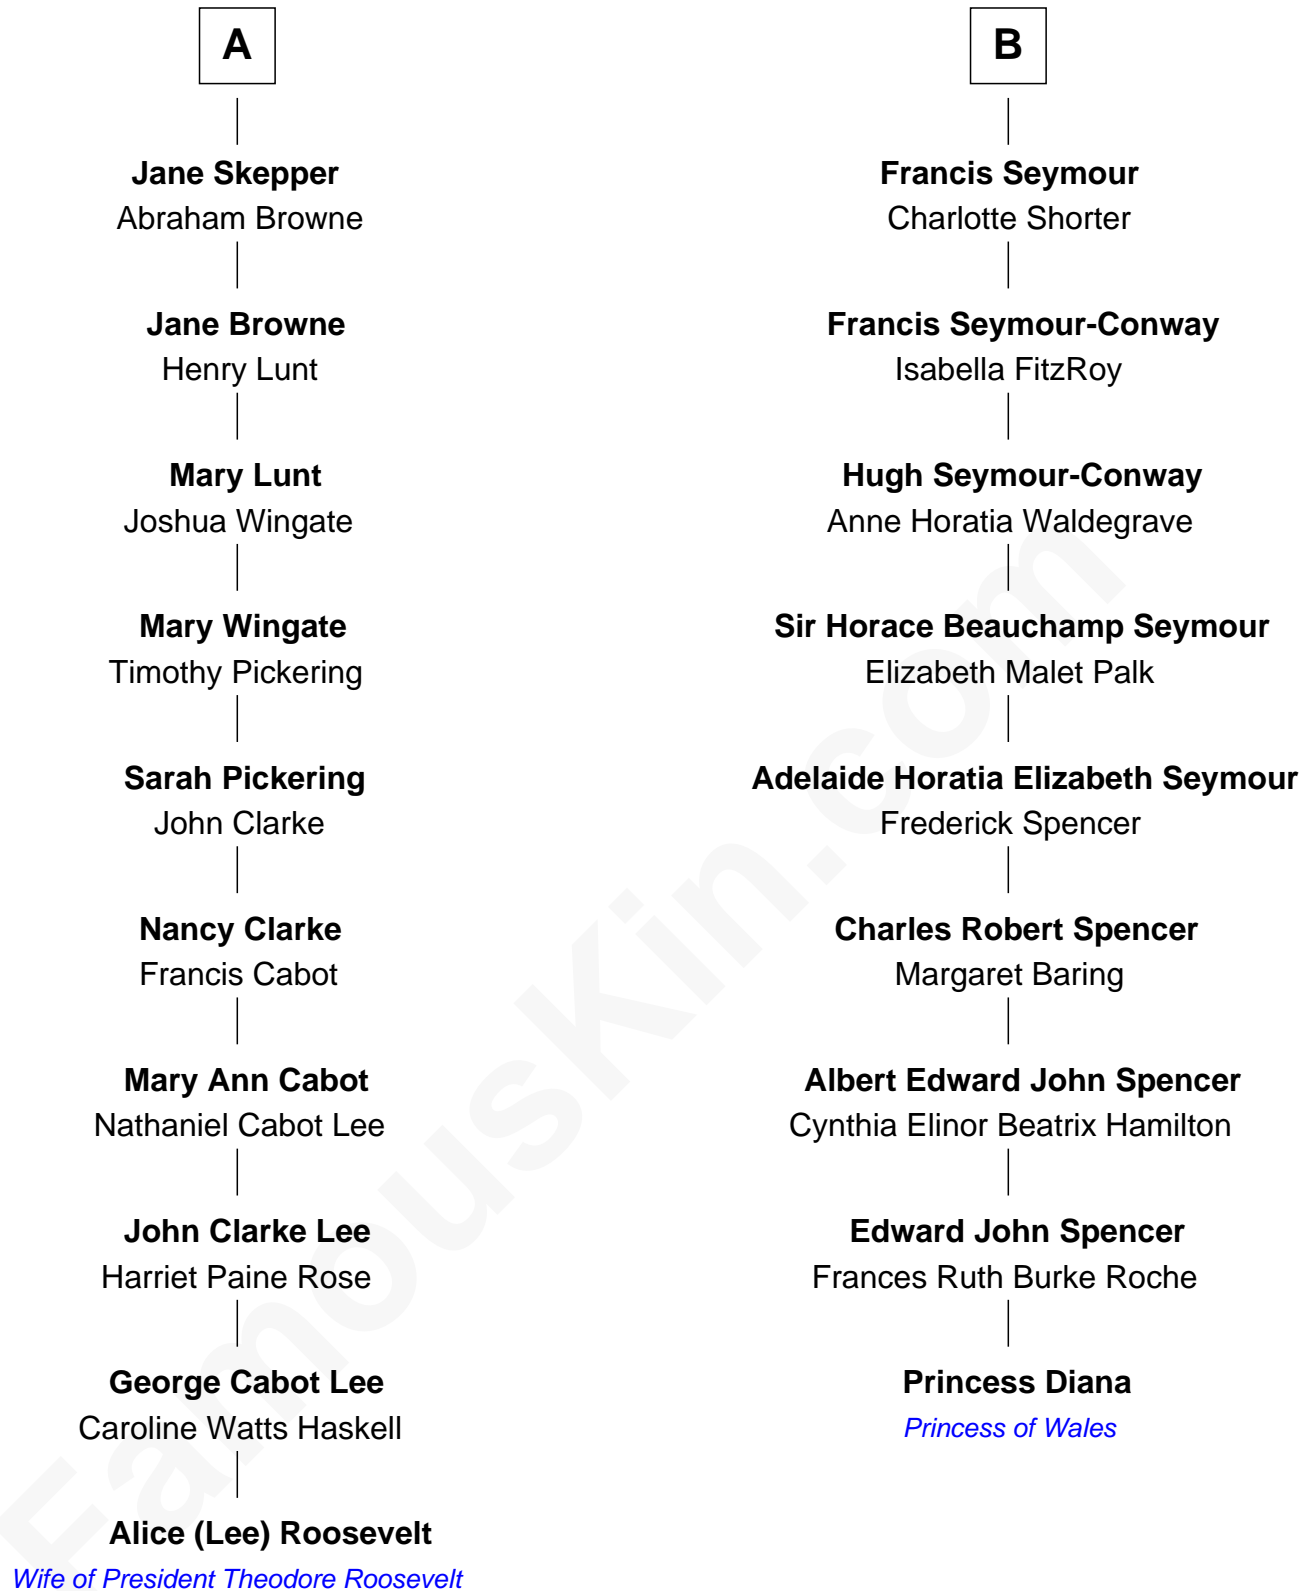 A
Jane Skepper
Abraham Browne
Jane Browne
Henry Lunt
Mary Lunt
Joshua Wingate
Mary Wingate
Timothy Pickering
Sarah Pickering
John Clarke
Nancy Clarke
Francis Cabot
Mary Ann Cabot
Nathaniel Cabot Lee
John Clarke Lee
Harriet Paine Rose
George Cabot Lee
Caroline Watts Haskell
Alice (Lee) Roosevelt
Wife of President Theodore Roosevelt
B
Francis Seymour
Charlotte Shorter
Francis Seymour-Conway
Isabella FitzRoy
Hugh Seymour-Conway
Anne Horatia Waldegrave
Sir Horace Beauchamp Seymour
Elizabeth Malet Palk
Adelaide Horatia Elizabeth Seymour
Frederick Spencer
Charles Robert Spencer
Margaret Baring
Albert Edward John Spencer
Cynthia Elinor Beatrix Hamilton
Edward John Spencer
Frances Ruth Burke Roche
Princess Diana
Princess of Wales
FamousKin.com